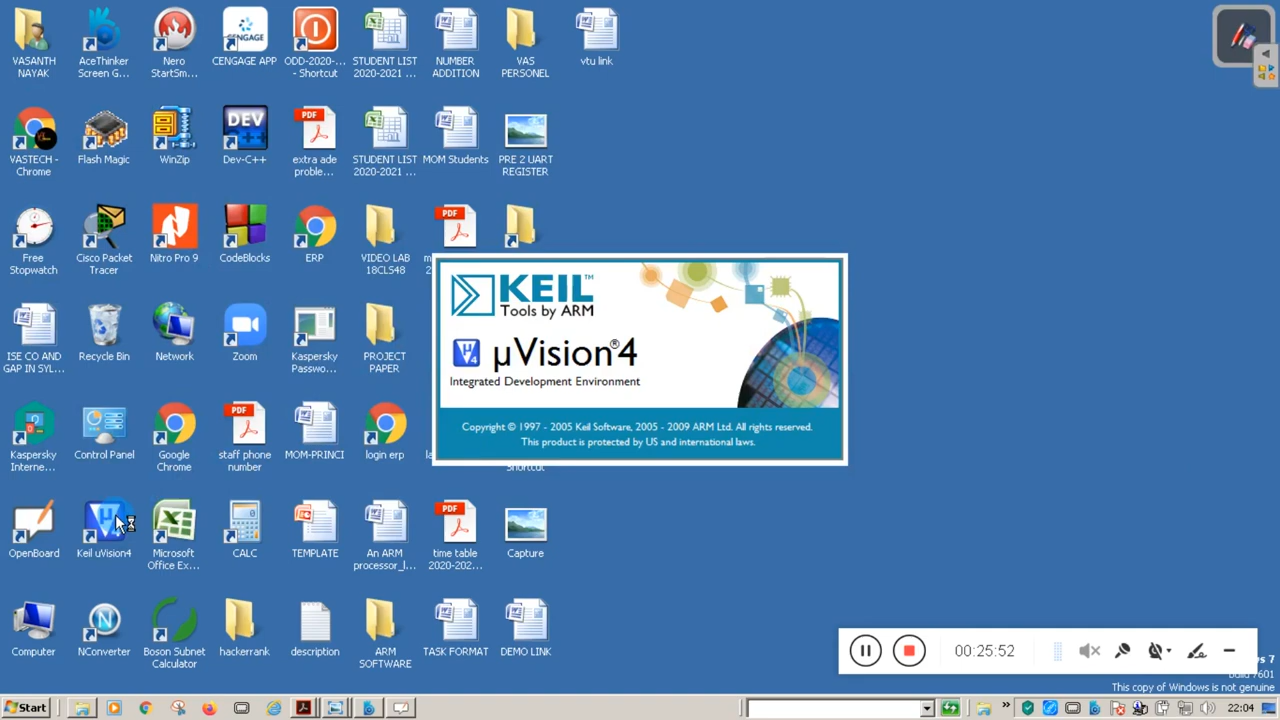 VASANTH
NAYAK
AceThinker
Screen G...
Nero
StartSm...
CENGAGE
CENGAGE APP
ODD-2020-...
- Shortcut
STUDENT LIST
2020-2021 ...
NUMBER
ADDITION
VAS
PERSONEL
vtu link
VASTECH -
Chrome
Flash Magic
WinZip
DEV
Dev-C++
PDF
extra ade
proble...
STUDENT LIST
2020-2021 ...
MOM Students
PRE 2 UART
REGISTER
Free
Stopwatch
Cisco Packet
Tracer
Nitro Pro 9
CodeBlocks
ERP
VIDEO LAB
18CLS48
PDF
KEIL™
Tools by ARM
µVision®4
Integrated Development Environment
Copyright © 1997 - 2005 Keil Software, 2005 - 2009 ARM Ltd. All rights reserved.
This product is protected by US and international laws.
ISE CO AND
GAP IN SYL...
Recycle Bin
Network
Zoom
Kaspersky
Passwo...
PROJECT
PAPER
Kaspersky
Interne...
Control Panel
Google
Chrome
PDF
staff phone
number
MOM-PRINCI
login erp
Shortcut
OpenBoard
Keil uVision4
Microsoft
Office Ex...
CALC
TEMPLATE
An ARM
processor_l...
PDF
time table
2020-202...
Capture
Computer
NConverter
Boson Subnet
Calculator
hackerrank
description
ARM
SOFTWARE
TASK FORMAT
DEMO LINK
00:25:52
This copy of Windows is not genuine
Start
22:04